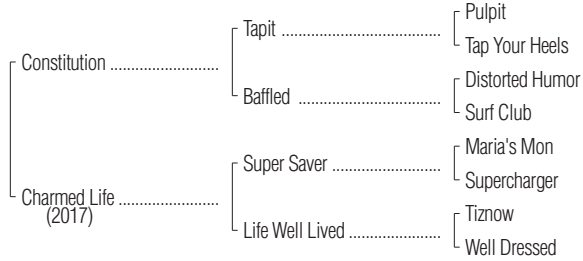 Pulpit
Tapit
Tap Your Heels
Constitution
Distorted Humor
Baffled
Surf Club
Maria's Mon
Super Saver
Supercharger
Charmed Life
(2017)
Tiznow
Life Well Lived
Well Dressed